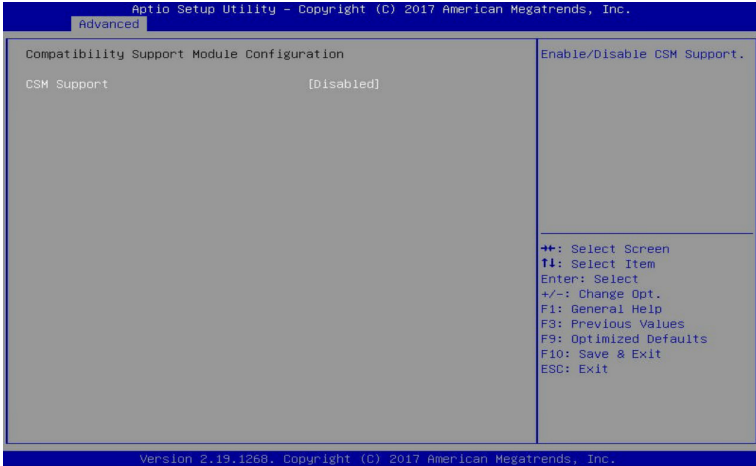 Aptio Setup Utility – Copyright (C) 2017 American Megatrends, Inc.
Advanced
Compatibility Support Module Configuration
CSM Support [Disabled]
Enable/Disable CSM Support.
→←: Select Screen
↑↓: Select Item
Enter: Select
+/-: Change Opt.
F1: General Help
F3: Previous Values
F9: Optimized Defaults
F10: Save & Exit
ESC: Exit
Version 2.19.1268. Copyright (C) 2017 American Megatrends, Inc.